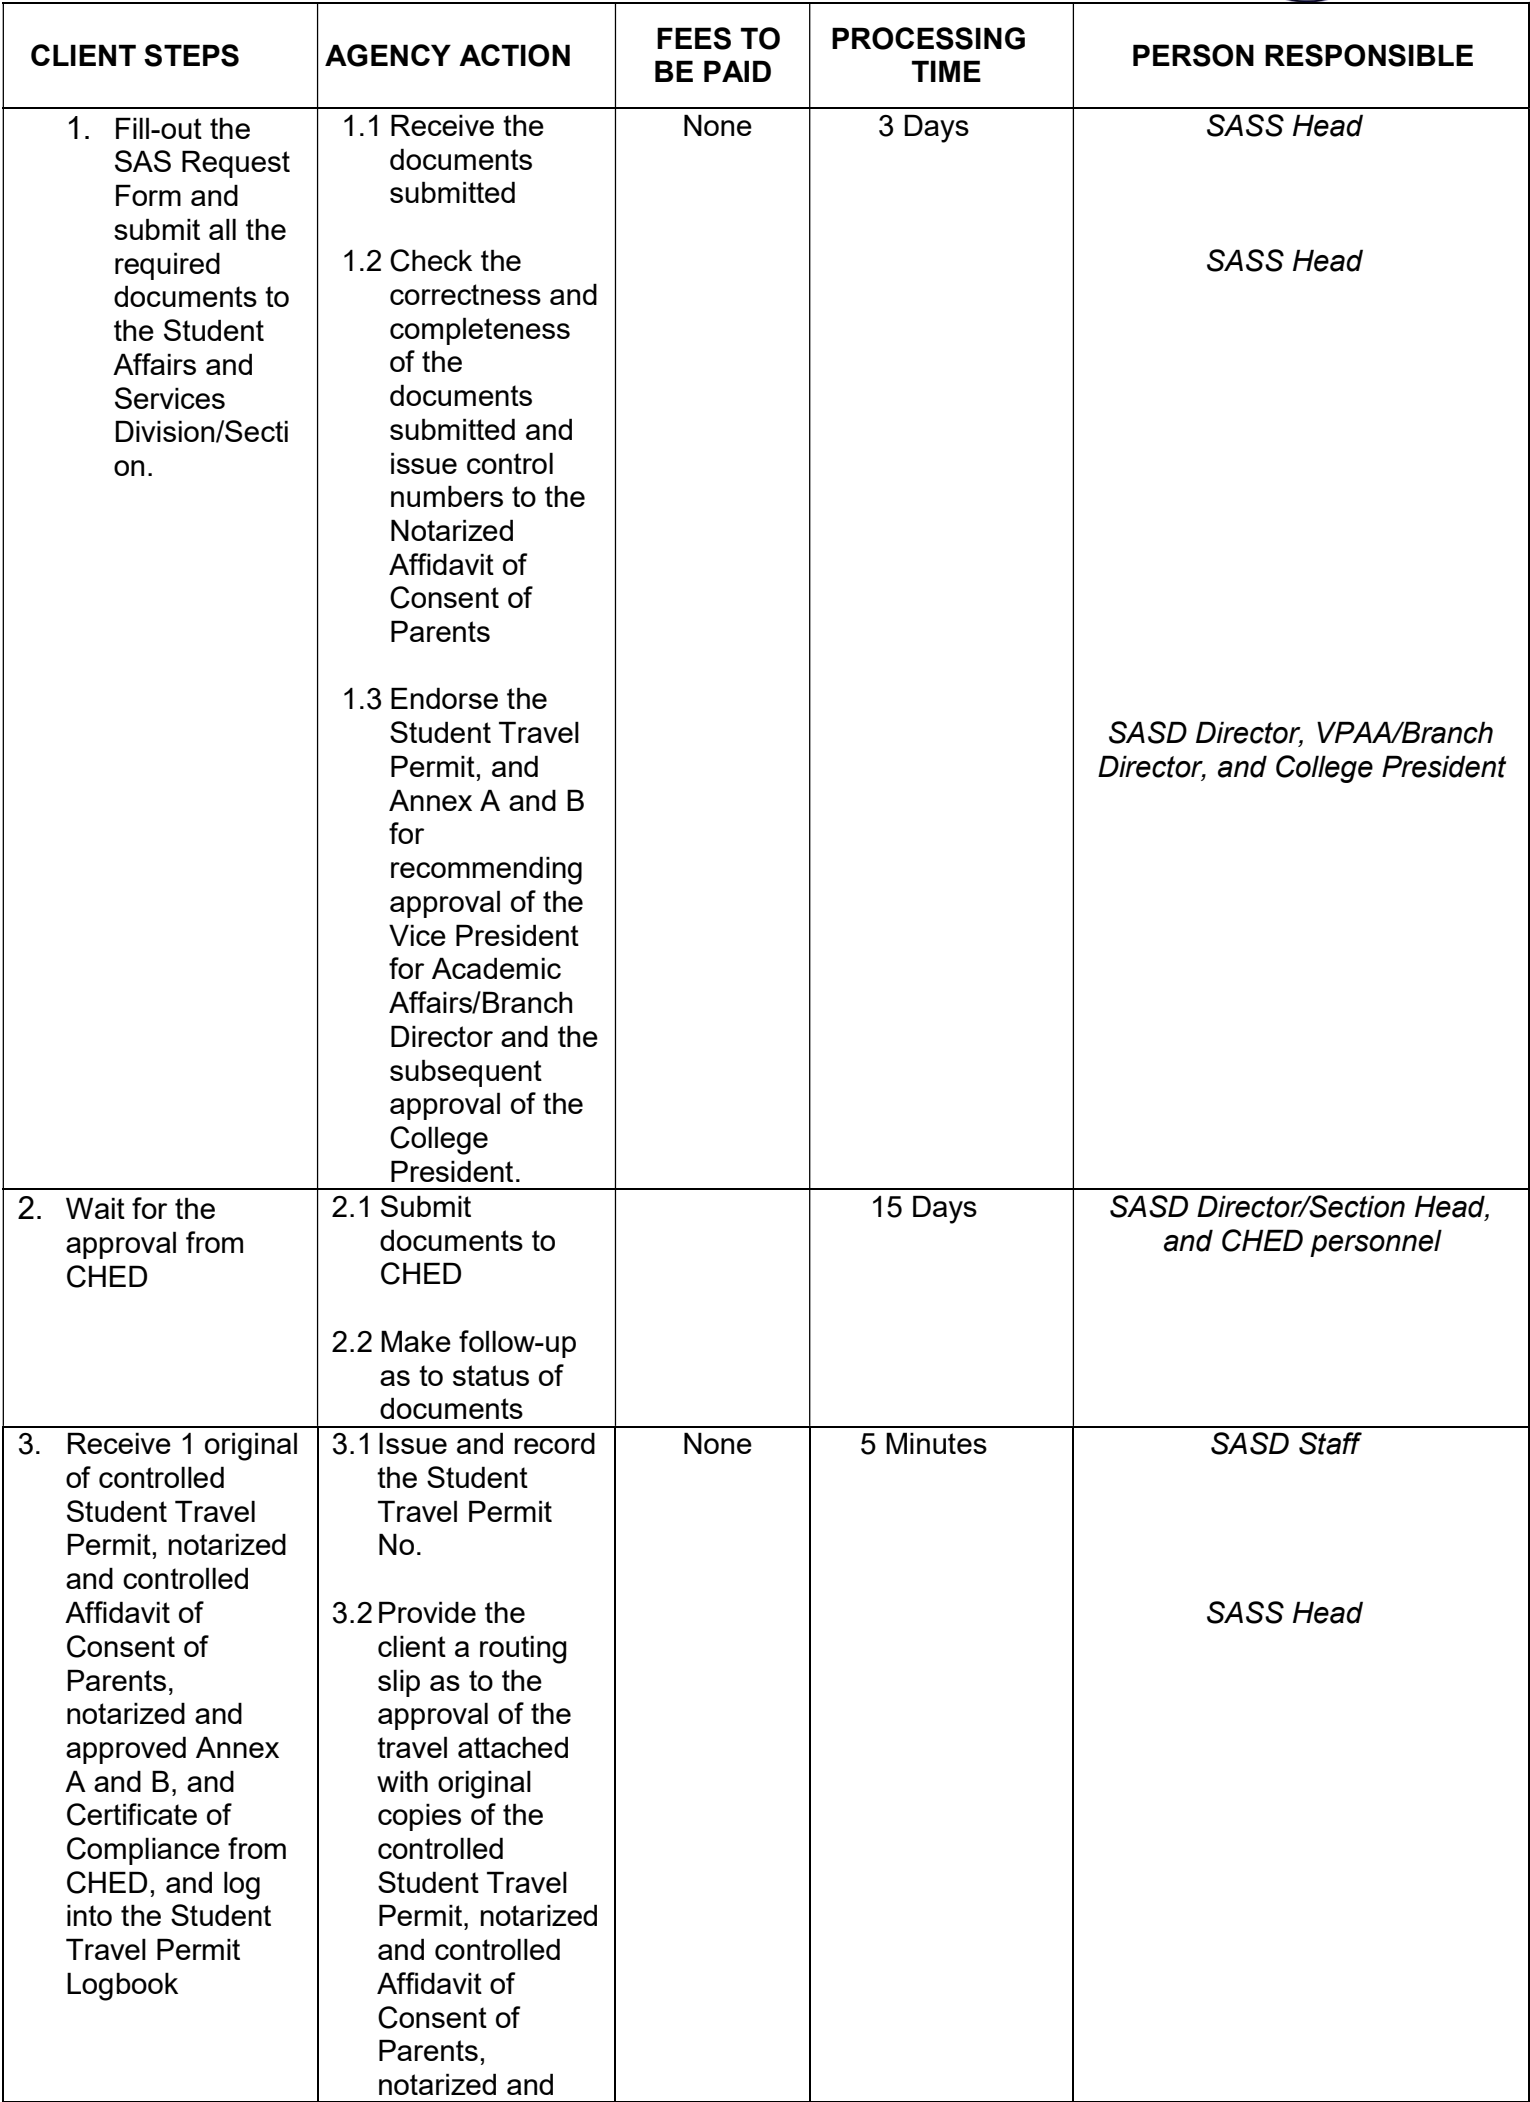 CLIENT STEPS
AGENCY ACTION
FEES TO
BE PAID
PROCESSING
TIME
PERSON RESPONSIBLE
1. Fill-out the
SAS Request
Form and
submit all the
required
documents to
the Student
Affairs and
Services
Division/Secti
on.
1.1 Receive the
documents
submitted
1.2 Check the
correctness and
completeness
of the
documents
submitted and
issue control
numbers to the
Notarized
Affidavit of
Consent of
Parents
1.3 Endorse the
Student Travel
Permit, and
Annex A and B
for
recommending
approval of the
Vice President
for Academic
Affairs/Branch
Director and the
subsequent
approval of the
College
President.
None
3 Days
SASS Head
SASS Head
SASD Director, VPAA/Branch
Director, and College President
2. Wait for the
approval from
CHED
2.1 Submit
documents to
CHED
2.2 Make follow-up
as to status of
documents
15 Days
SASD Director/Section Head,
and CHED personnel
3. Receive 1 original
of controlled
Student Travel
Permit, notarized
and controlled
Affidavit of
Consent of
Parents,
notarized and
approved Annex
A and B, and
Certificate of
Compliance from
CHED, and log
into the Student
Travel Permit
Logbook
3.1 Issue and record
the Student
Travel Permit
No.
3.2 Provide the
client a routing
slip as to the
approval of the
travel attached
with original
copies of the
controlled
Student Travel
Permit, notarized
and controlled
Affidavit of
Consent of
Parents,
notarized and
None
5 Minutes
SASD Staff
SASS Head